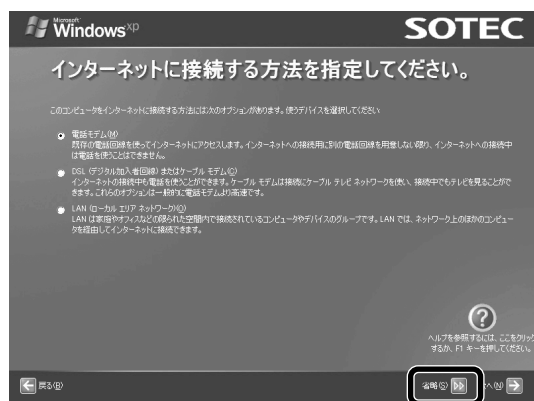 Microsoft
Windows xp
SOTEC
インターネットに接続する方法を指定してください。
このコンピュータをインターネットに接続する方法には次のオプションがあります。使うデバイスを選択してください
電話モデム(M)
既存の電話回線を使ってインターネットにアクセスします。インターネットへの接続用に別の電話回線を用意しない限り、インターネットへの接続中
は電話を使うことはできません。
DSL (デジタル加入者回線) またはケーブル モデム(C)
インターネットの接続中も電話を使うことができます。ケーブル モデムは接続にケーブル テレビ ネットワークを使い、接続中でもテレビを見ることがで
きます。これらのオプションは一般的に電話モデムより高速です。
LAN (ローカル エリア ネットワーク)(O)
LAN は家庭やオフィスなどの限られた空間内で接続されているコンピュータやデバイスのグループです。LAN では、ネットワーク上のほかのコンピュー
タを経由してインターネットに接続できます。
?
ヘルプを参照するには、ここをクリック
するか、F1 キーを押してください。
戻る(B)
省略(S)
へ(N)